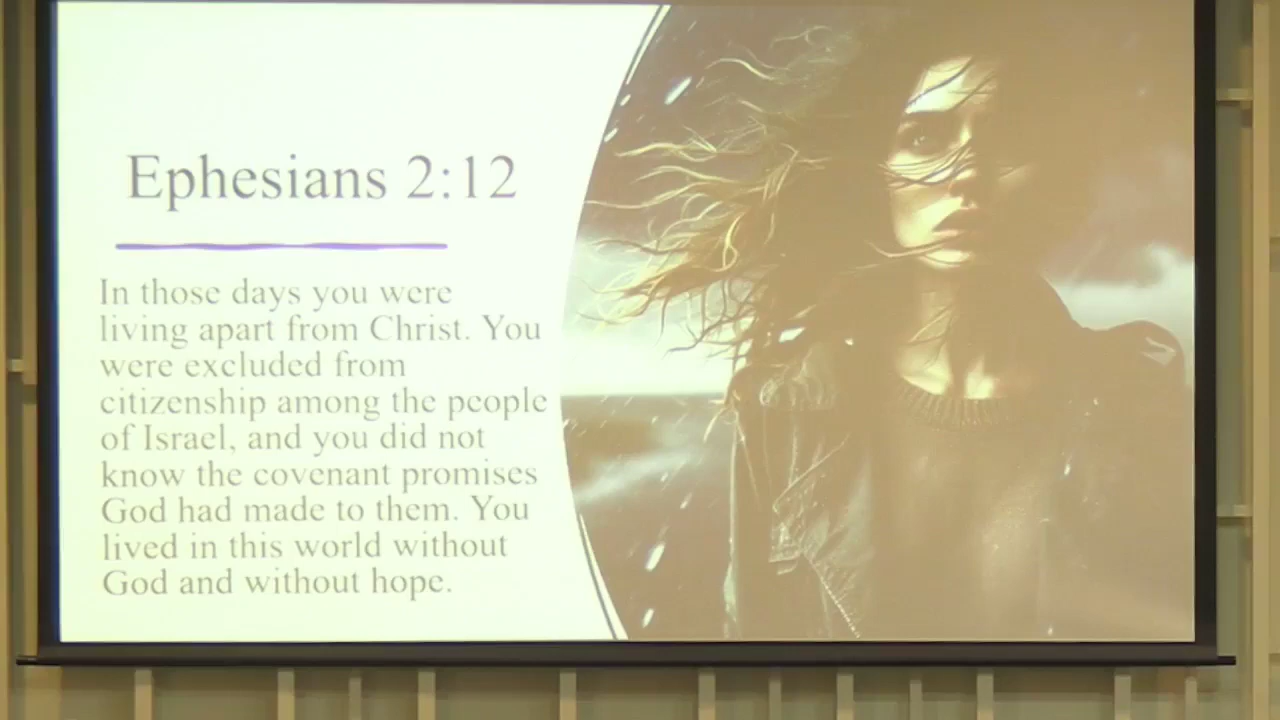 Ephesians 2:12
In those days you were
living apart from Christ. You
were excluded from
citizenship among the people
of Israel, and you did not
know the covenant promises
God had made to them. You
lived in this world without
God and without hope.